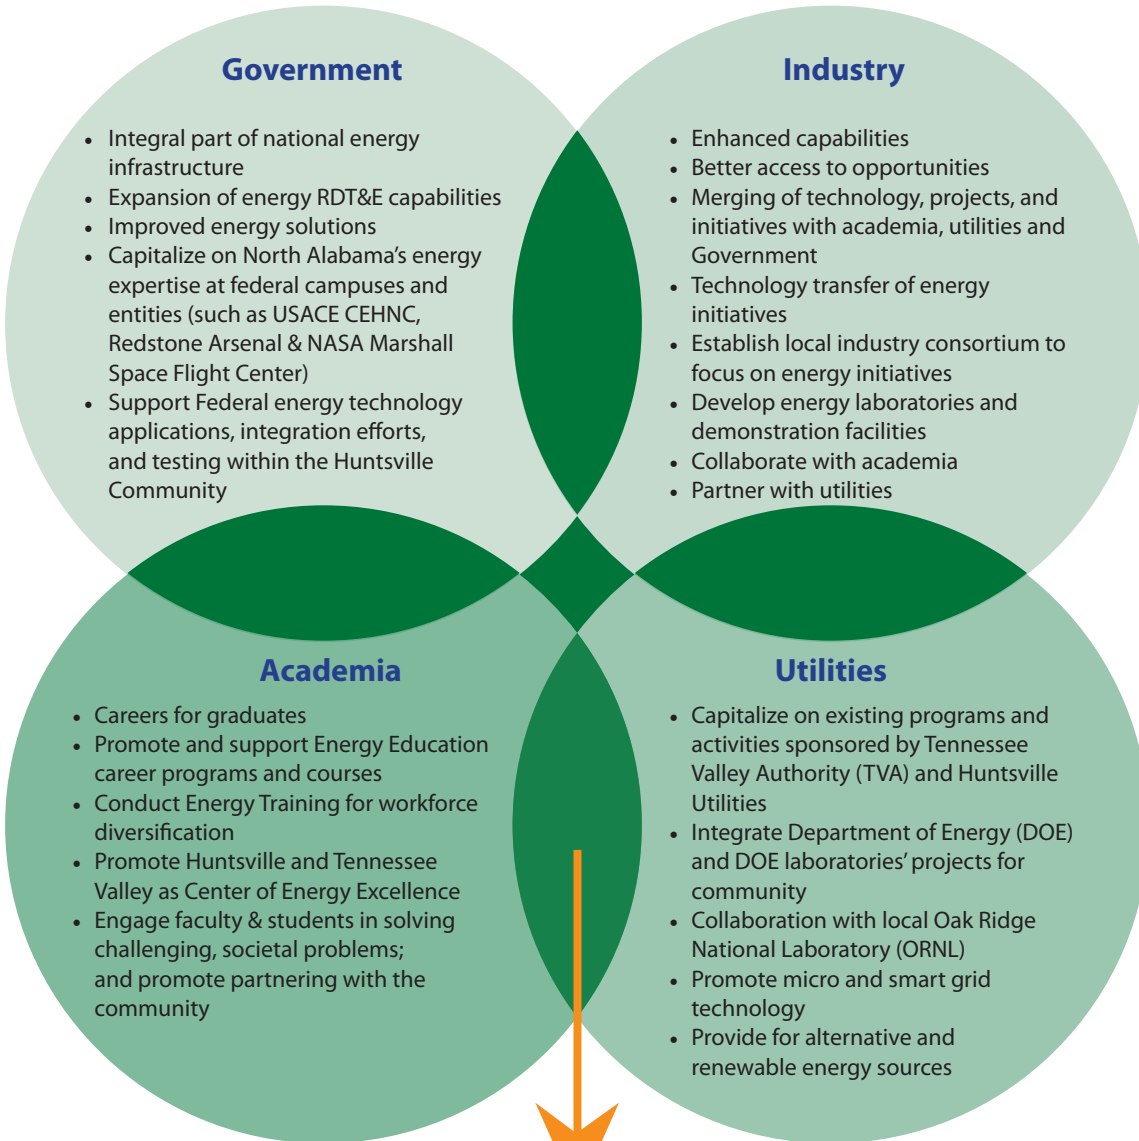 Government
• Integral part of national energy
infrastructure
• Expansion of energy RDT&E capabilities
• Improved energy solutions
• Capitalize on North Alabama’s energy
expertise at federal campuses and
entities (such as USACE CEHNC,
Redstone Arsenal & NASA Marshall
Space Flight Center)
• Support Federal energy technology
applications, integration efforts,
and testing within the Huntsville
Community
Industry
• Enhanced capabilities
• Better access to opportunities
• Merging of technology, projects, and
initiatives with academia, utilities and
Government
• Technology transfer of energy
initiatives
• Establish local industry consortium to
focus on energy initiatives
• Develop energy laboratories and
demonstration facilities
• Collaborate with academia
• Partner with utilities
Academia
• Careers for graduates
• Promote and support Energy Education
career programs and courses
• Conduct Energy Training for workforce
diversification
• Promote Huntsville and Tennessee
Valley as Center of Energy Excellence
• Engage faculty & students in solving
challenging, societal problems;
and promote partnering with the
community
Utilities
• Capitalize on existing programs and
activities sponsored by Tennessee
Valley Authority (TVA) and Huntsville
Utilities
• Integrate Department of Energy (DOE)
and DOE laboratories’ projects for
community
• Collaboration with local Oak Ridge
National Laboratory (ORNL)
• Promote micro and smart grid
technology
• Provide for alternative and
renewable energy sources